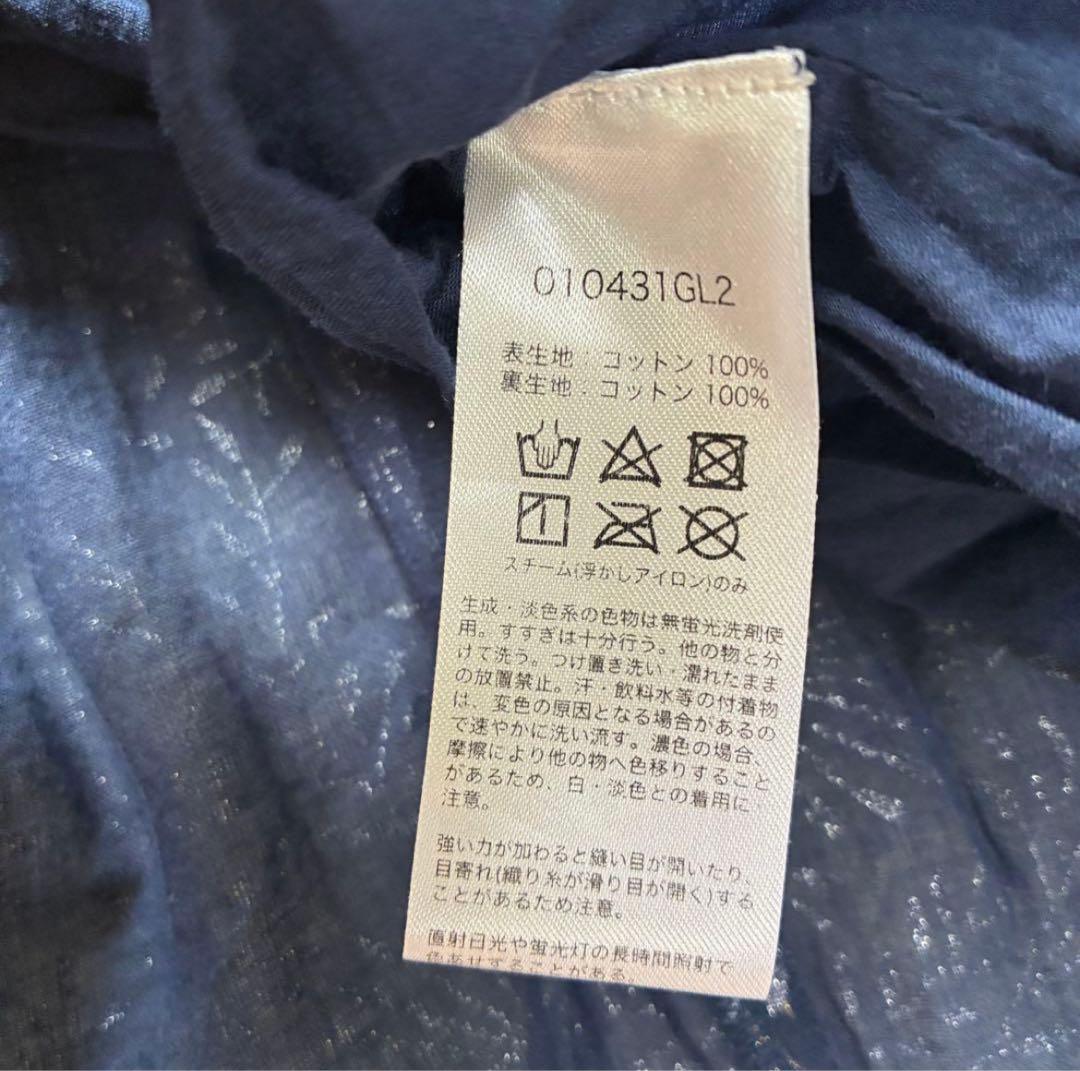 010431GL2
表生地：コットン 100%
裏生地：コットン 100%
スチーム(浮かしアイロン)のみ
生成・淡色系の色物は無蛍光洗剤使
用。すすぎは十分行う。他の物と分
けて洗う。つけ置き洗い・濡れたまま
の放置禁止。汗・飲料水等の付着物
は、変色の原因となる場合があるの
で速やかに洗い流す。濃色の場合、
摩擦により他の物へ色移りすること
があるため、白・淡色との着用に
注意。
強い力が加わると縫い目が開いたり、
目寄れ(織り糸が滑り目が開く)する
ことがあるため注意。
直射日光や蛍光灯の長時間照射で
色あせすることがある